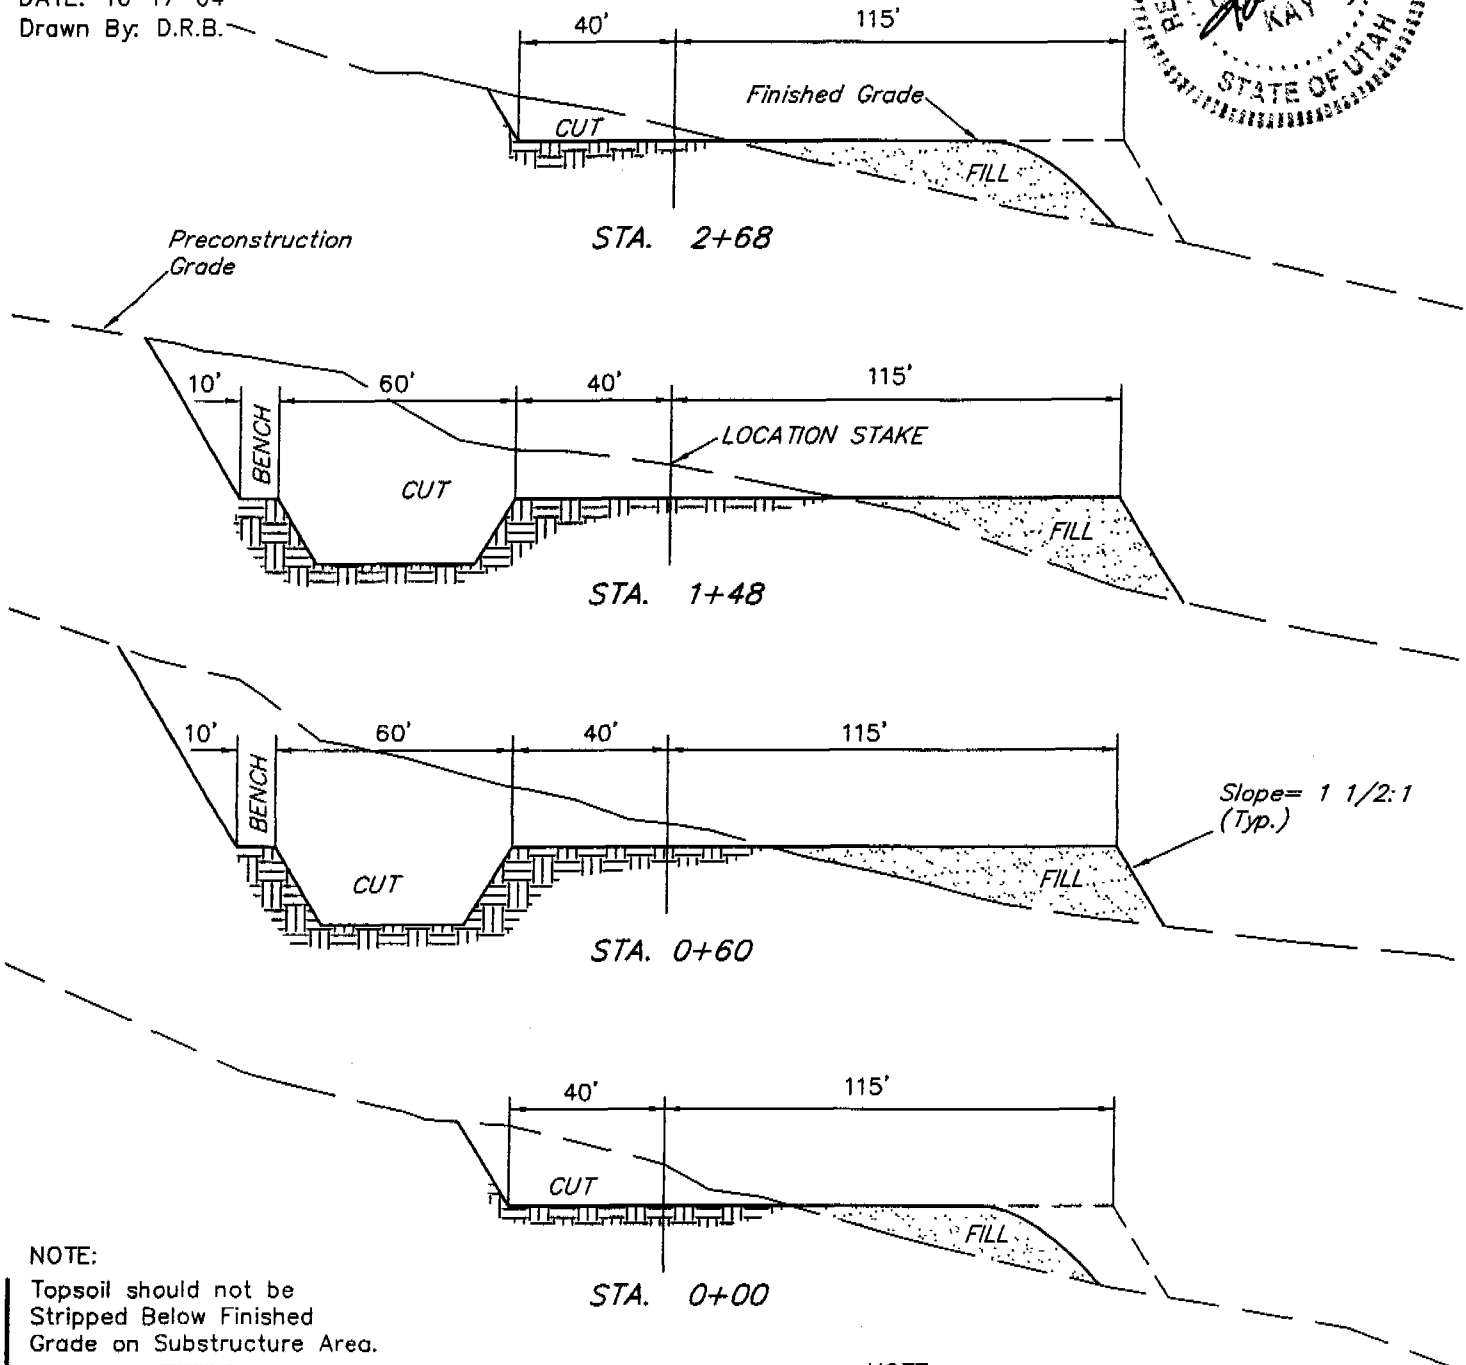 Drawn By: D.R.B.
40'
115'
STATE OF UTAH
KAY
Finished Grade
CUT
FILL
STA. 2+68
Preconstruction
Grade
10'
60'
40'
115'
BENCH
LOCATION STAKE
CUT
FILL
STA. 1+48
10'
60'
40'
115'
BENCH
Slope= 1 1/2:1
(Typ.)
CUT
FILL
STA. 0+60
40'
115'
CUT
FILL
STA. 0+00
NOTE:
Topsoil should not be
Stripped Below Finished
Grade on Substructure Area.